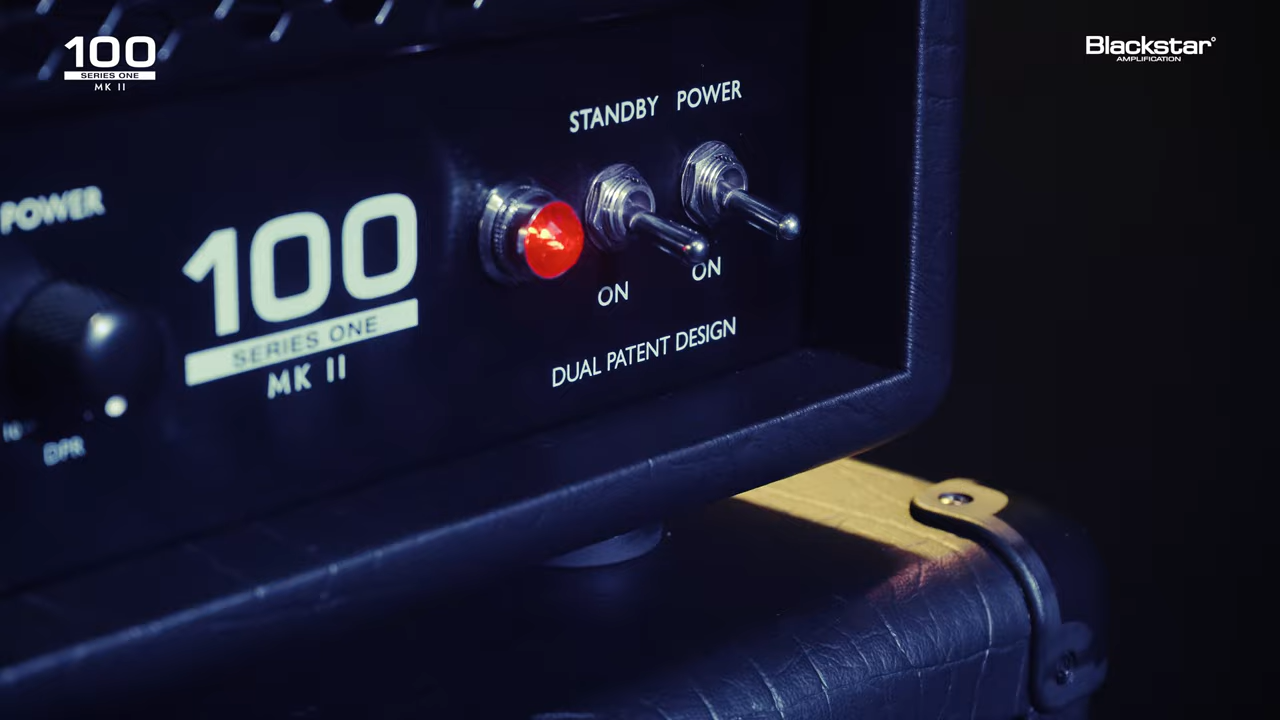 100
SERIES ONE
MK II
Blackstar
AMPLIFICATION
STANDBY POWER
POWER
100
SERIES ONE
MK II
ON
ON
DUAL PATENT DESIGN
10
DPR